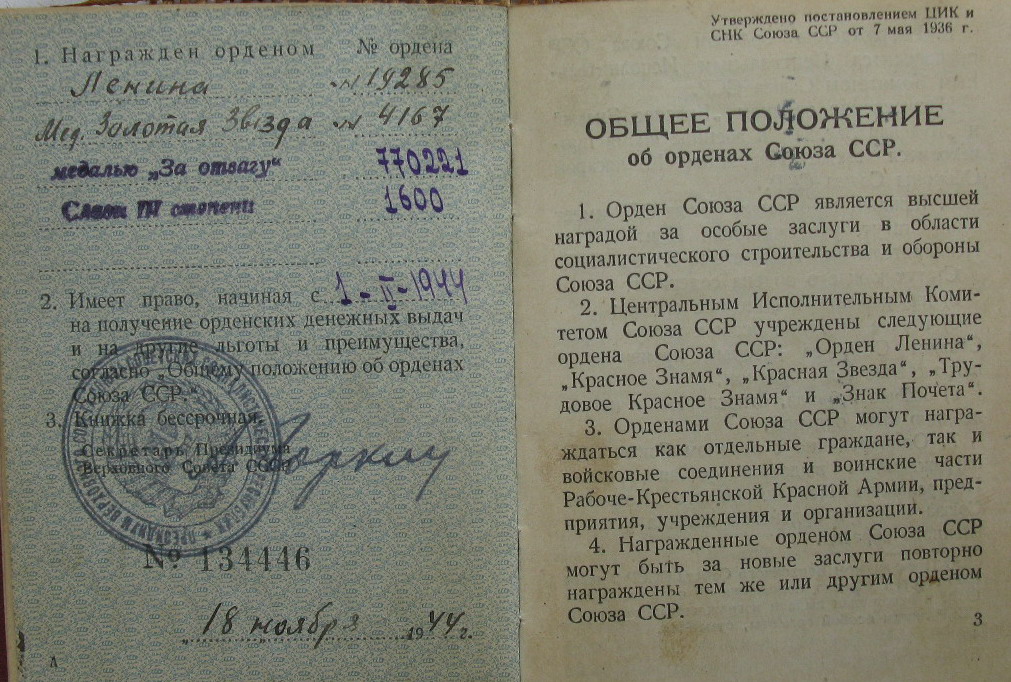 1. Награжден орденом № ордена
Ленина № 19285
Мед. Золотая Звезда № 4167
медалью „За отвагу“ 770221
Славы III степени 1600
2. Имеет право, начиная с 1-II-1944
на получение орденских денежных выдач
и на другие льготы и преимущества,
согласно „Общему положению об орденах
Союза ССР.“
3. Книжка бессрочная.
Секретарь Президиума
Верховного Совета СССР
№ 134446
„18 ноября 1944 г.
Утверждено постановлением ЦИК и
СНК Союза ССР от 7 мая 1936 г.
ОБЩЕЕ ПОЛОЖЕНИЕ
об орденах Союза ССР.
1. Орден Союза ССР является высшей
наградой за особые заслуги в области
социалистического строительства и обороны
Союза ССР.
2. Центральным Исполнительным Коми-
тетом Союза ССР учреждены следующие
ордена Союза ССР: „Орден Ленина“,
„Красное Знамя“, „Красная Звезда“, „Тру-
довое Красное Знамя“ и „Знак Почета“.
3. Орденами Союза ССР могут награ-
ждаться как отдельные граждане, так и
войсковые соединения и воинские части
Рабоче-Крестьянской Красной Армии, пред-
приятия, учреждения и организации.
4. Награжденные орденом Союза ССР
могут быть за новые заслуги повторно
награждены тем же или другим орденом
Союза ССР.
3